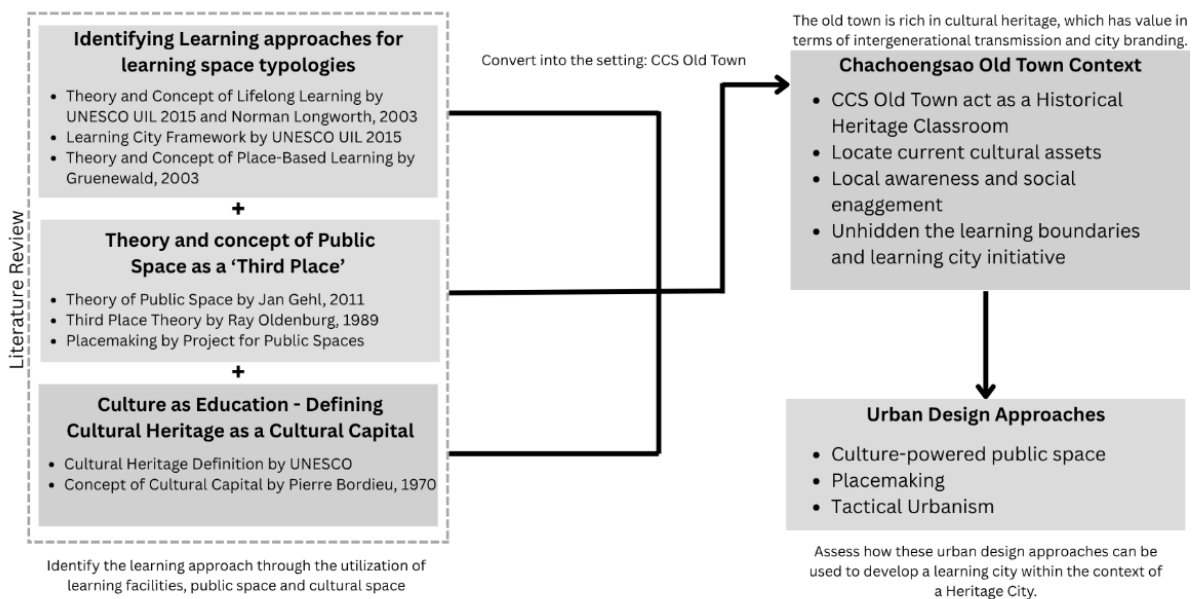 Literature Review
Identifying Learning approaches for
learning space typologies
• Theory and Concept of Lifelong Learning by
UNESCO UIL 2015 and Norman Longworth, 2003
• Learning City Framework by UNESCO UIL 2015
• Theory and Concept of Place-Based Learning by
Gruenewald, 2003
+
Theory and concept of Public
Space as a ‘Third Place’
• Theory of Public Space by Jan Gehl, 2011
• Third Place Theory by Ray Oldenburg, 1989
• Placemaking by Project for Public Spaces
+
Culture as Education - Defining
Cultural Heritage as a Cultural Capital
• Cultural Heritage Definition by UNESCO
• Concept of Cultural Capital by Pierre Bordieu, 1970
Identify the learning approach through the utilization of
learning facilities, public space and cultural space
Convert into the setting: CCS Old Town
The old town is rich in cultural heritage, which has value in
terms of intergenerational transmission and city branding.
Chachoengsao Old Town Context
• CCS Old Town act as a Historical
Heritage Classroom
• Locate current cultural assets
• Local awareness and social
enaggement
• Unhidden the learning boundaries
and learning city initiative
Urban Design Approaches
• Culture-powered public space
• Placemaking
• Tactical Urbanism
Assess how these urban design approaches can be
used to develop a learning city within the context of
a Heritage City.